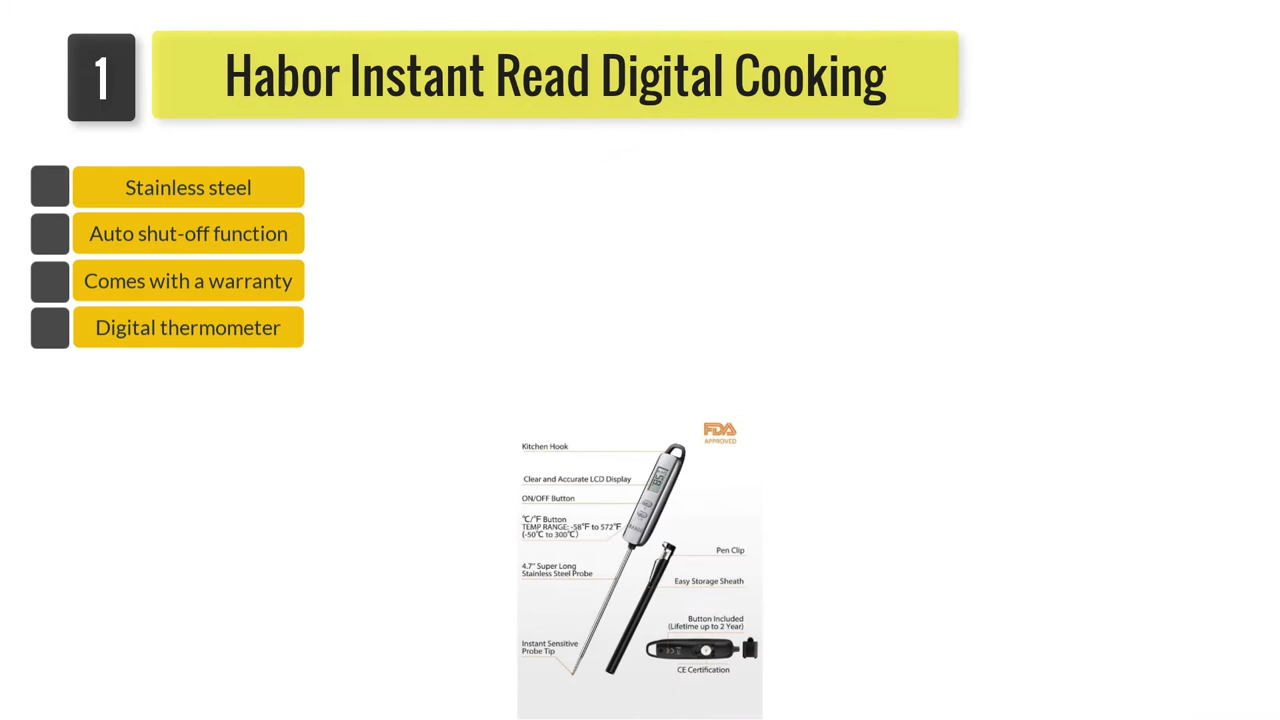 1
Habor Instant Read Digital Cooking
Stainless steel
Auto shut-off function
Comes with a warranty
Digital thermometer
FDA
APPROVED
Kitchen Hook
Clear and Accurate LCD Display
ON/OFF Button
℃/℉ Button
TEMP RANGE: -58℉ to 572℉
(-50℃ to 300℃)
4.7" Super Long
Stainless Steel Probe
Instant Sensitive
Probe Tip
Pen Clip
Easy Storage Sheath
Button Included
(Lifetime up to 2 Year)
CE Certification